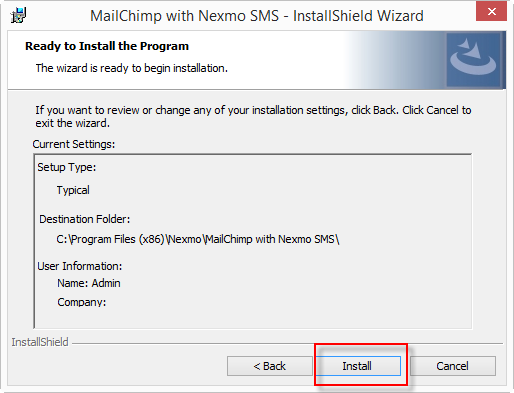 MailChimp with Nexmo SMS - InstallShield Wizard
Ready to Install the Program
The wizard is ready to begin installation.
If you want to review or change any of your installation settings, click Back. Click Cancel to
exit the wizard.
Current Settings:
Setup Type:
Typical
Destination Folder:
C:\Program Files (x86)\Nexmo\MailChimp with Nexmo SMS\
User Information:
Name: Admin
Company:
InstallShield
< Back
Install
Cancel